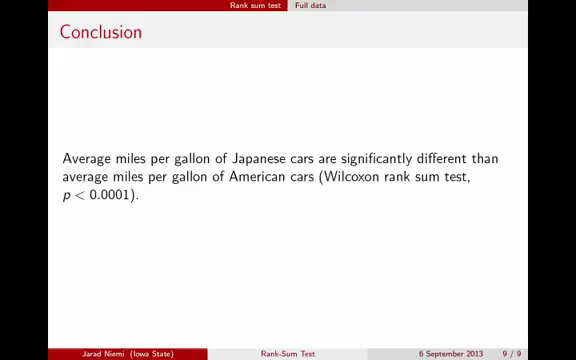 Rank sum test Full data
Conclusion
Average miles per gallon of Japanese cars are significantly different than
average miles per gallon of American cars (Wilcoxon rank sum test,
p < 0.0001).
Jarad Niemi (Iowa State) Rank-Sum Test 6 September 2013 9 / 9